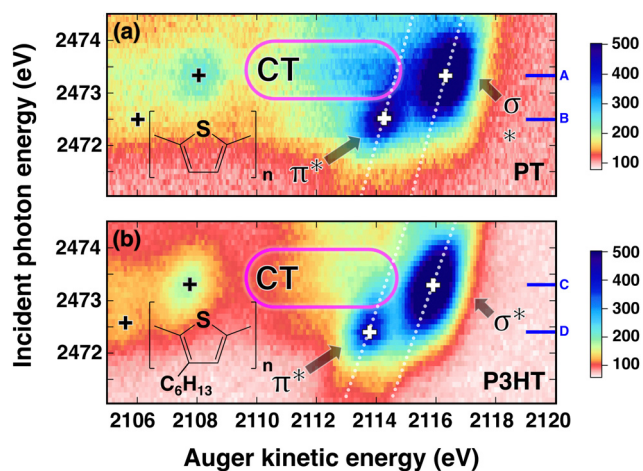 Incident photon energy (eV)
(a)
2474
2473
2472
CT
S
n
π*
σ
*
PT
A
B
500
400
300
200
100
(b)
2474
2473
2472
CT
S
C₆H₁₃
n
π*
σ*
P3HT
C
D
500
400
300
200
100
2106 2108 2110 2112 2114 2116 2118 2120
Auger kinetic energy (eV)